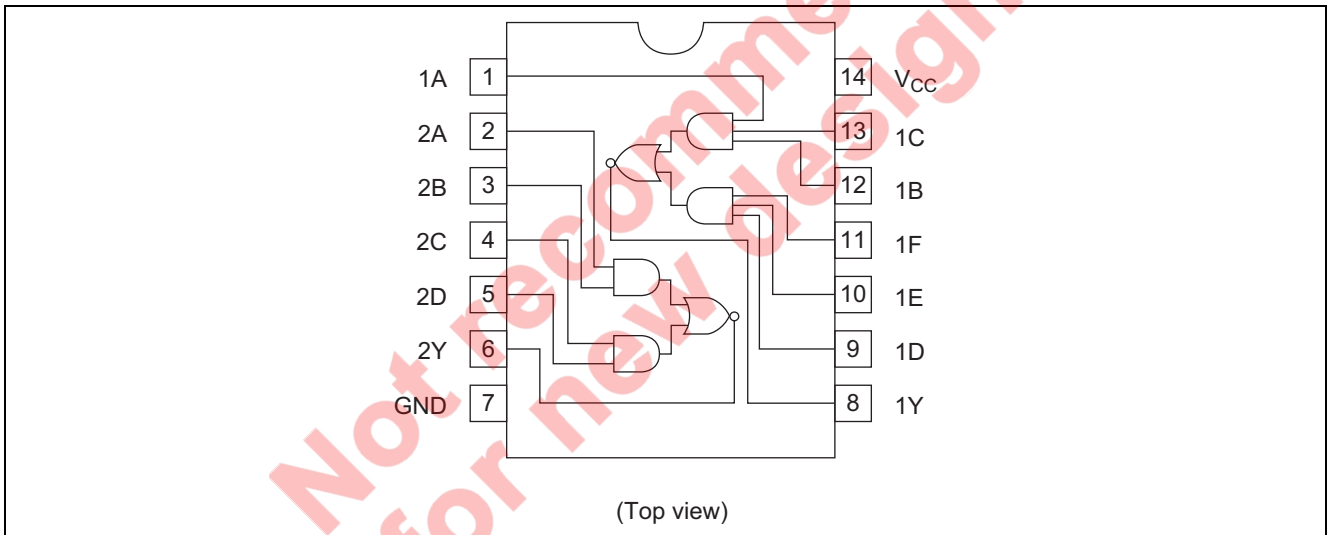 1A 1 14 VCC
2A 2 13 1C
2B 3 12 1B
2C 4 11 1F
2D 5 10 1E
2Y 6 9 1D
GND 7 8 1Y
(Top view)
Not recomme
for new design